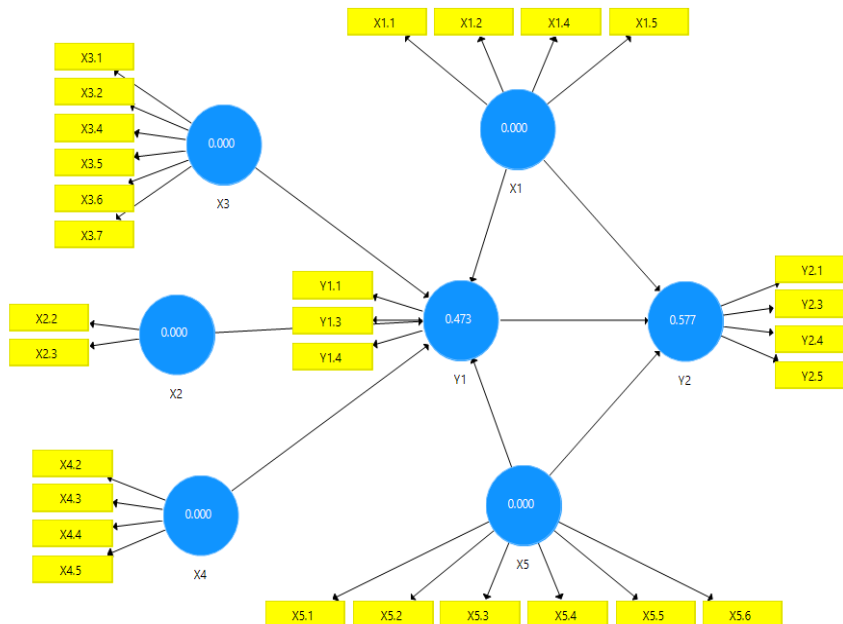 X1.1
X1.2
X1.4
X1.5
X3.1
X3.2
X3.4
X3.5
X3.6
X3.7
0.000
X3
0.000
X1
X2.2
X2.3
0.000
X2
Y1.1
Y1.3
Y1.4
0.473
Y1
0.577
Y2
Y2.1
Y2.3
Y2.4
Y2.5
X4.2
X4.3
X4.4
X4.5
0.000
X4
0.000
X5
X5.1
X5.2
X5.3
X5.4
X5.5
X5.6